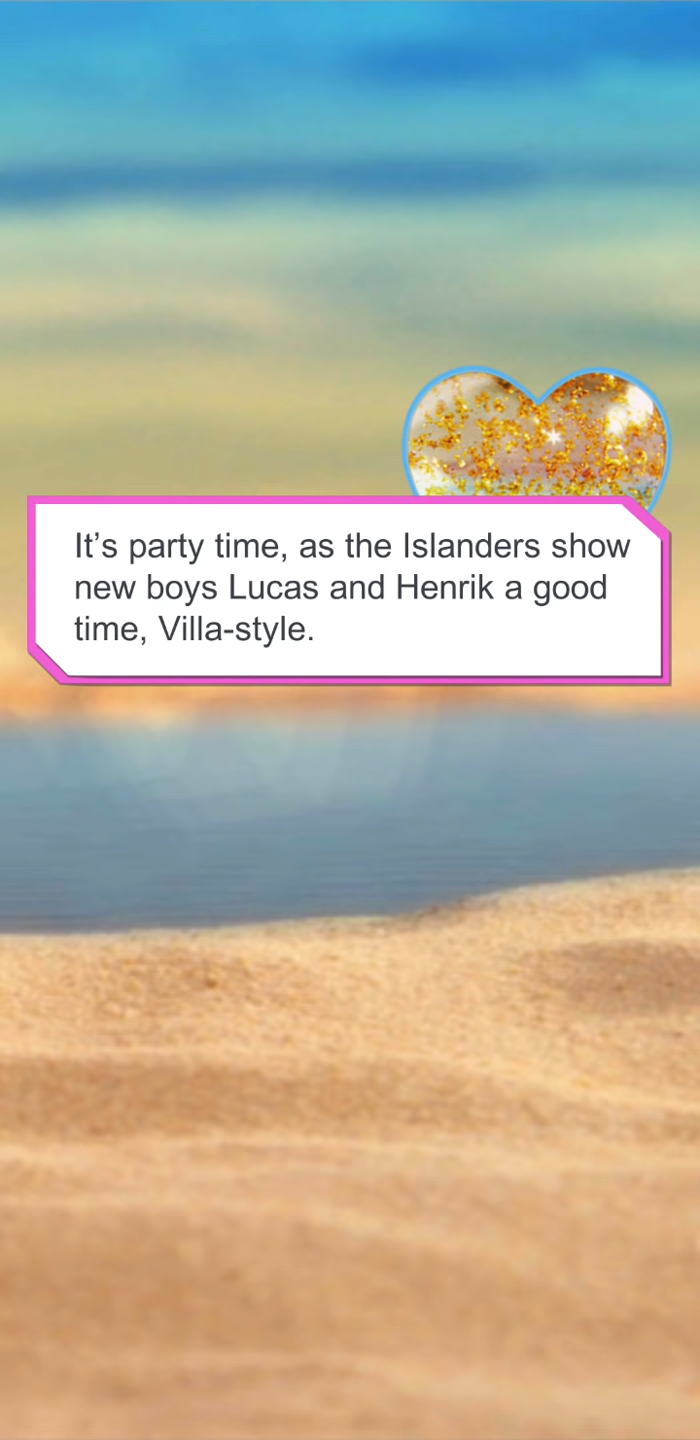 It’s party time, as the Islanders show
new boys Lucas and Henrik a good
time, Villa-style.